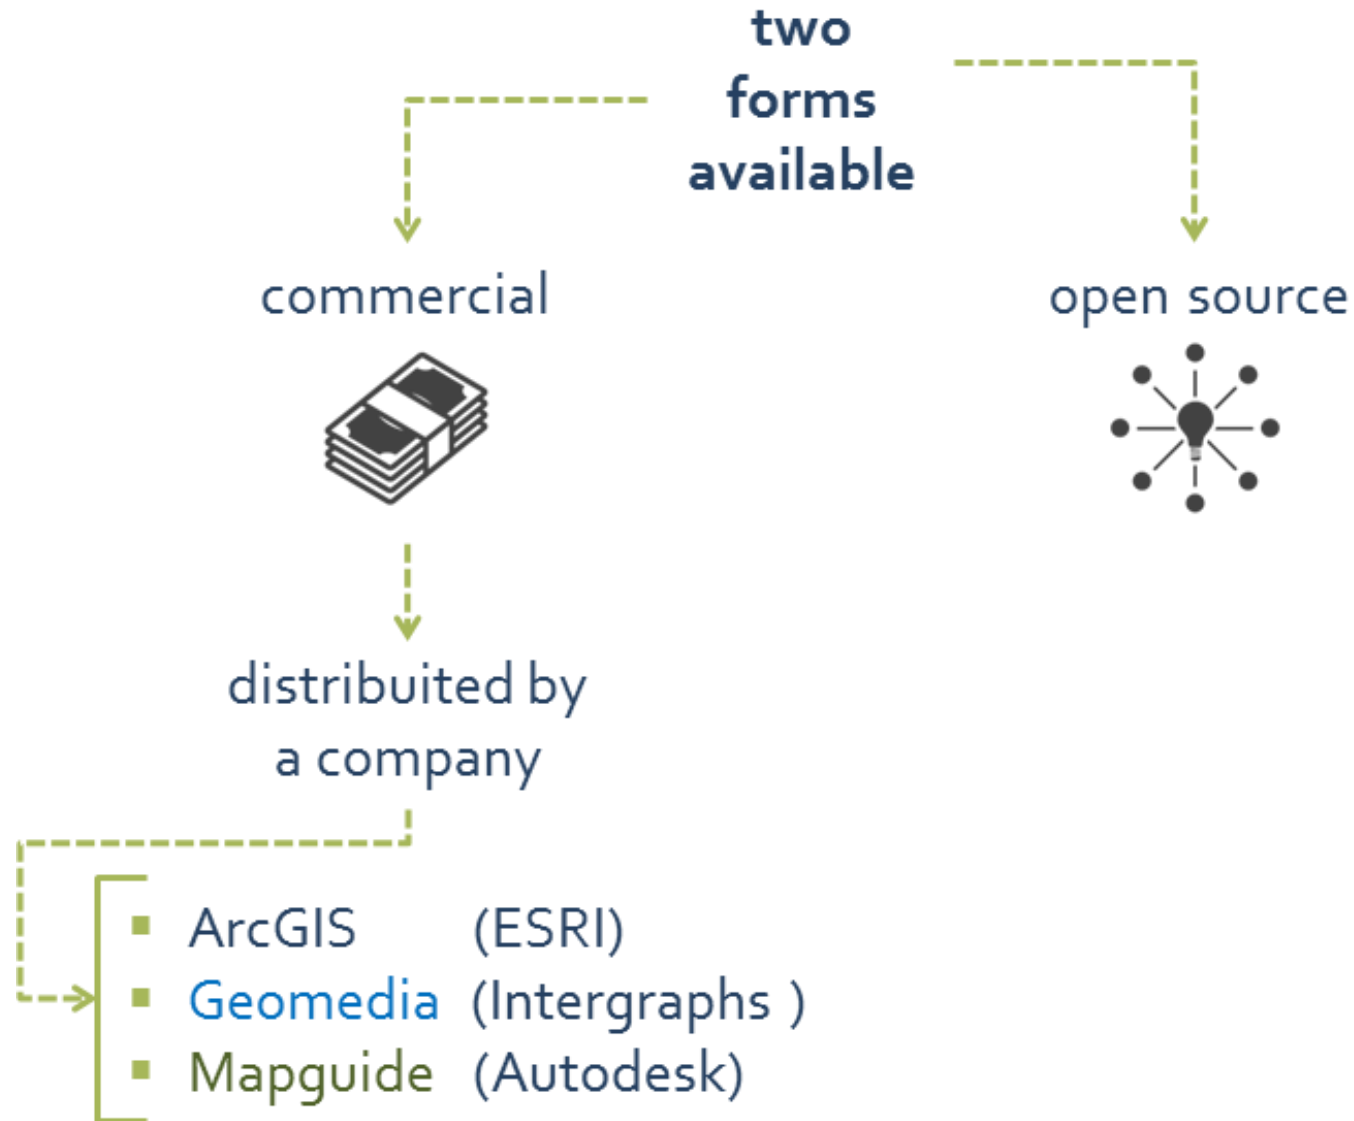 two
forms
available
commercial
open source
distribuited by
a company
ArcGIS (ESRI)
Geomedia (Intergraphs )
Mapguide (Autodesk)